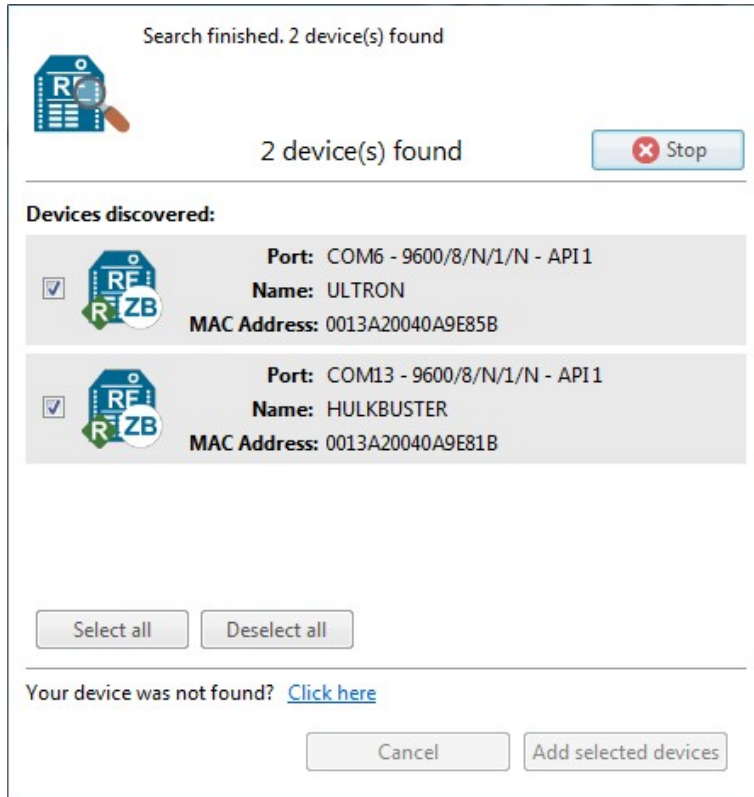 Search finished. 2 device(s) found
RF
2 device(s) found
Stop
Devices discovered:
Port: COM6 - 9600/8/N/1/N - API 1
RF
R ZB
Name: ULTRON
MAC Address: 0013A20040A9E85B
Port: COM13 - 9600/8/N/1/N - API 1
RF
R ZB
Name: HULKBUSTER
MAC Address: 0013A20040A9E81B
Select all
Deselect all
Your device was not found? Click here
Cancel
Add selected devices